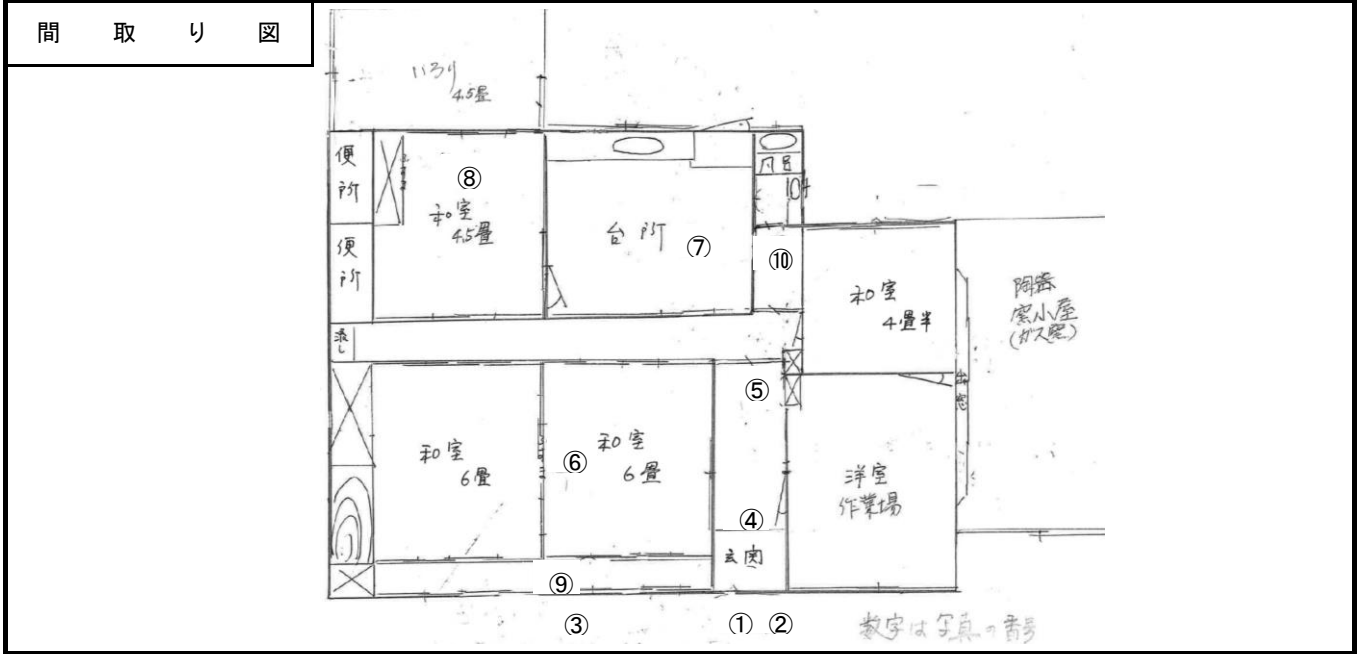 間取り図
いろり
4.5畳
便所
⑧
和室
4.5畳
台所
⑦
風呂
⑩
便所
和室
4畳半
陶器
窯小屋
(ガス窯)
流し
⑤
出窓
和室
6畳
⑥
和室
6畳
洋室
作業場
④
玄関
⑨
③
①
②
数字は写真の番号